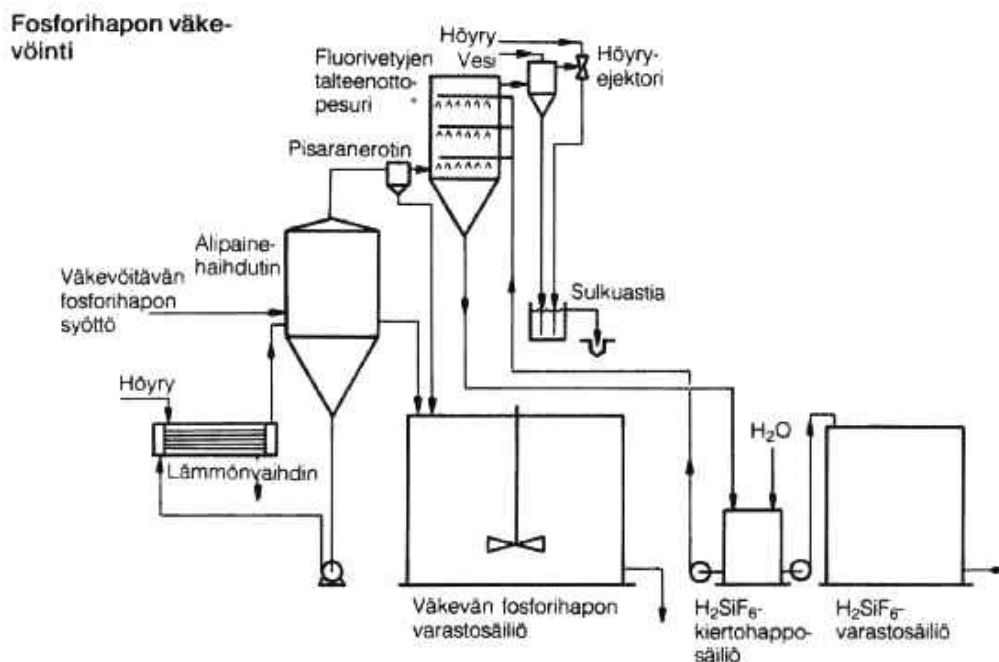 Fosforihapon väke-
vöinti
Höyry
Vesi
Höyry-
ejektori
Fluorivetyjen
talteenotto-
pesuri
Pisaranerotin
Alipaine-
haihdutin
Väkevöitävän
fosforihapon
syöttö
Sulkuastia
Höyry
H₂O
Lämmönvaihdin
Väkevän fosforihapon
varastosäiliö
H₂SiF₆-
kiertohappo-
säiliö
H₂SiF₆-
varastosäiliö